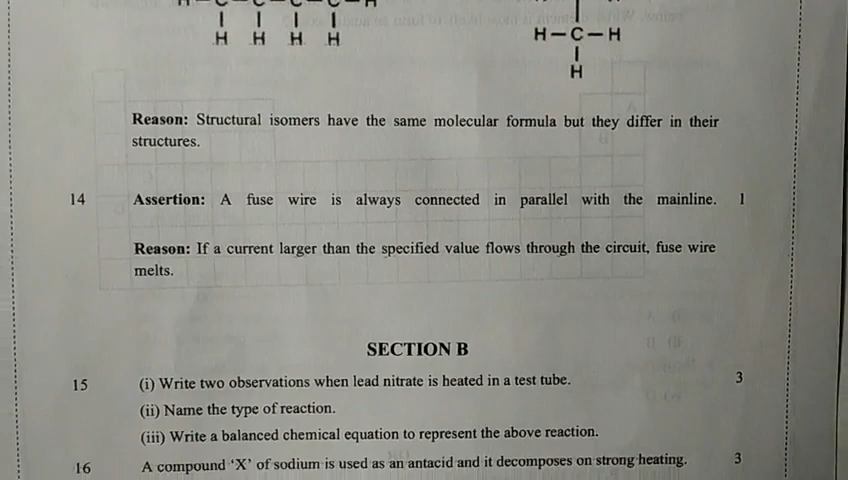 H—C—C—C—C—H
H H H H
H—C—H
H
Reason: Structural isomers have the same molecular formula but they differ in their
structures.
14 Assertion: A fuse wire is always connected in parallel with the mainline. 1
Reason: If a current larger than the specified value flows through the circuit, fuse wire
melts.
SECTION B
15 (i) Write two observations when lead nitrate is heated in a test tube. 3
(ii) Name the type of reaction.
(iii) Write a balanced chemical equation to represent the above reaction.
16 A compound ‘X’ of sodium is used as an antacid and it decomposes on strong heating. 3